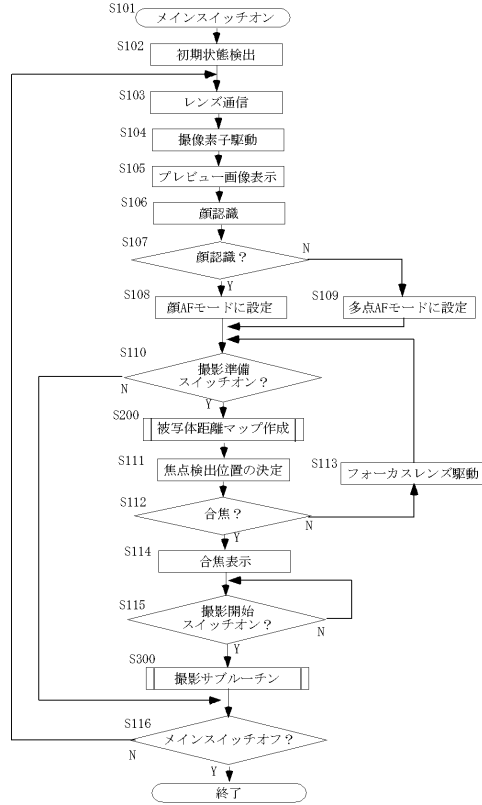 S101
メインスイッチオン
S102
初期状態検出
S103
レンズ通信
S104
撮像素子駆動
S105
プレビュー画像表示
S106
顔認識
S107
顔認識？
N
Y
S108
顔AFモードに設定
S109
多点AFモードに設定
S110
撮影準備
スイッチオン？
N
Y
S200
被写体距離マップ作成
S111
焦点検出位置の決定
S113
フォーカスレンズ駆動
S112
合焦？
N
Y
S114
合焦表示
S115
撮影開始
スイッチオン？
N
Y
S300
撮影サブルーチン
S116
メインスイッチオフ？
N
Y
終了